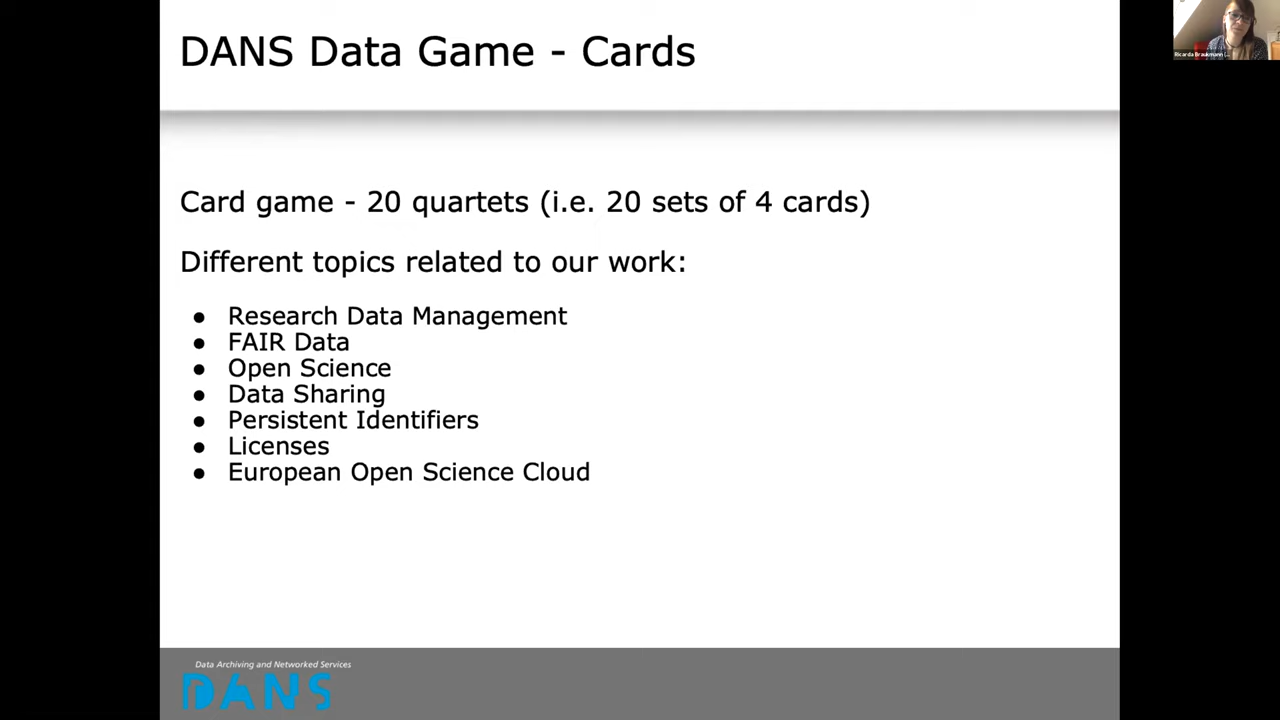 DANS Data Game - Cards
Ricarda Braukmann (...
Card game - 20 quartets (i.e. 20 sets of 4 cards)
Different topics related to our work:
● Research Data Management
● FAIR Data
● Open Science
● Data Sharing
● Persistent Identifiers
● Licenses
● European Open Science Cloud
Data Archiving and Networked Services
DANS